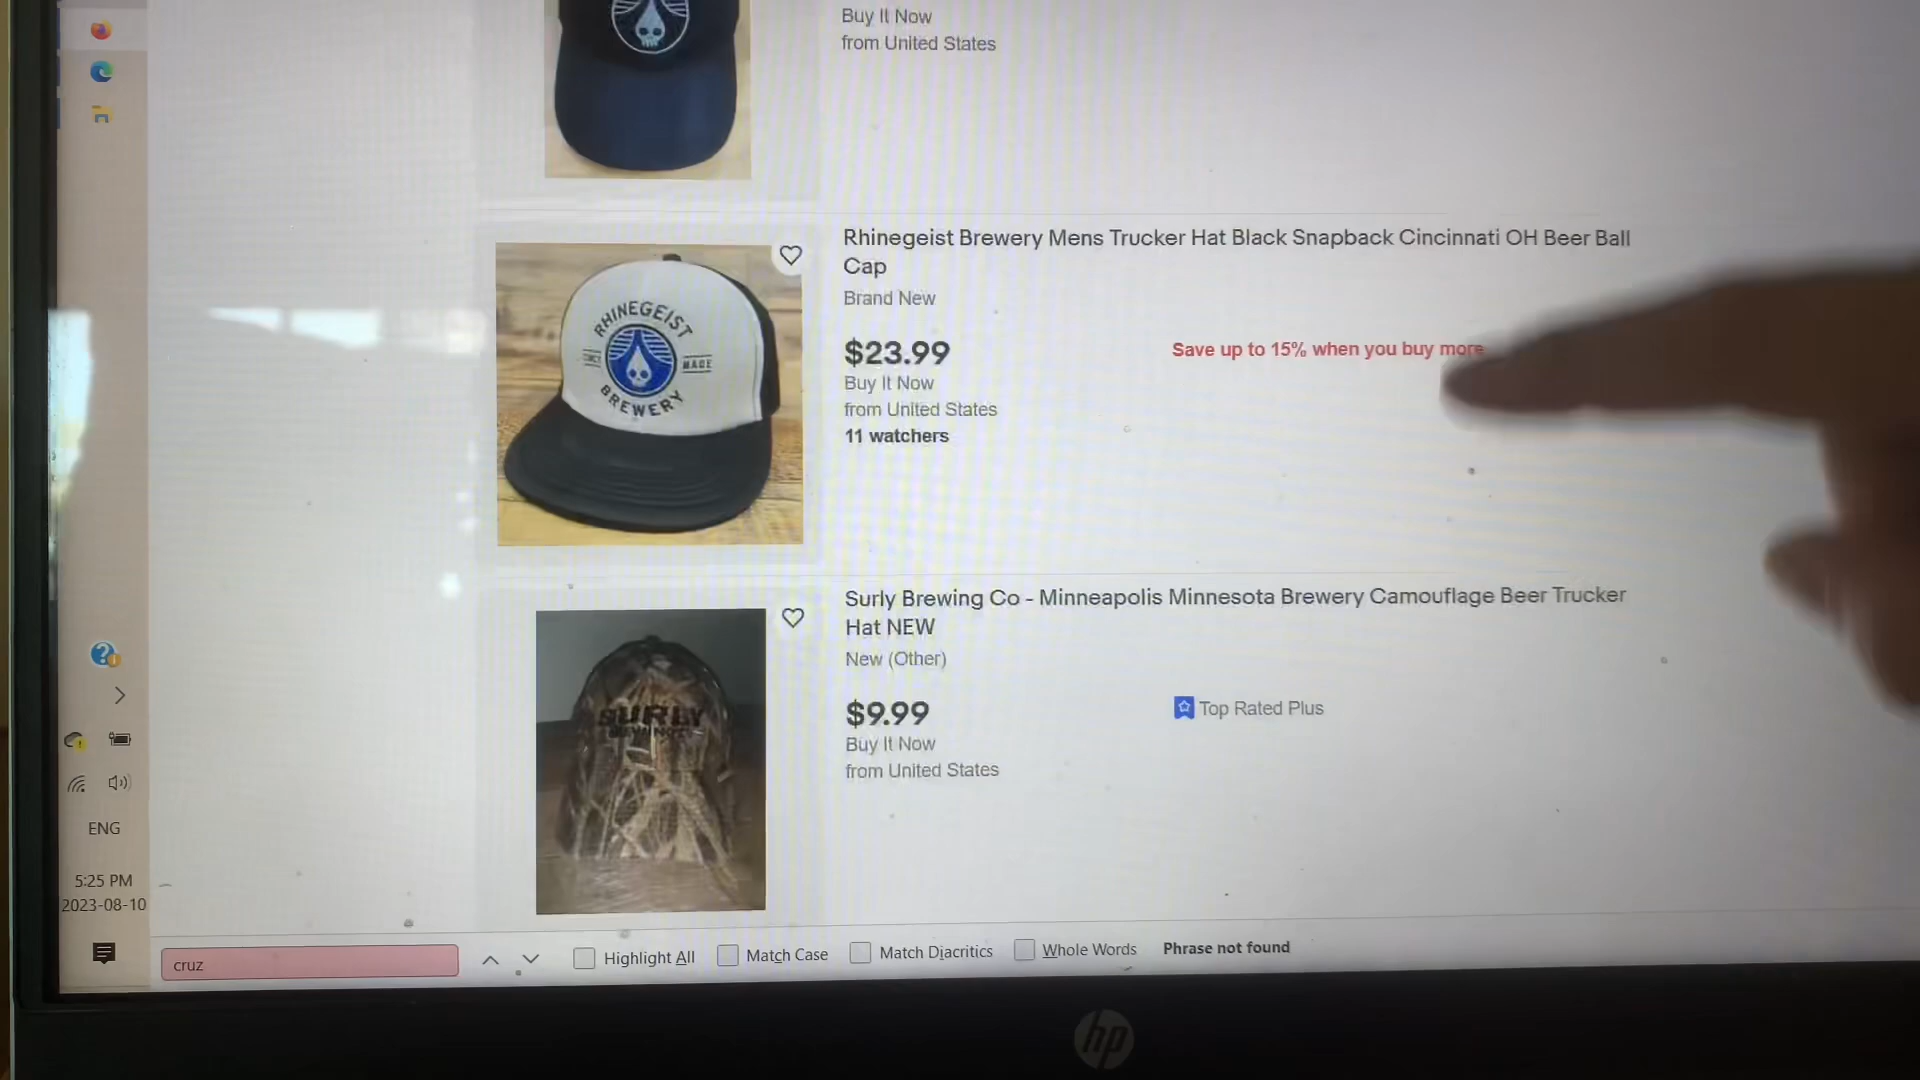 Buy It Now
from United States
Rhinegeist Brewery Mens Trucker Hat Black Snapback Cincinnati OH Beer Ball
Cap
Brand New
$23.99
Save up to 15% when you buy more
Buy It Now
from United States
11 watchers
RHINEGEIST
MADE
BREWERY
Surly Brewing Co - Minneapolis Minnesota Brewery Camouflage Beer Trucker
Hat NEW
New (Other)
$9.99
Top Rated Plus
Buy It Now
from United States
SURLY
ENG
5:25 PM
2023-08-10
cruz
Highlight All
Match Case
Match Diacritics
Whole Words
Phrase not found
hp